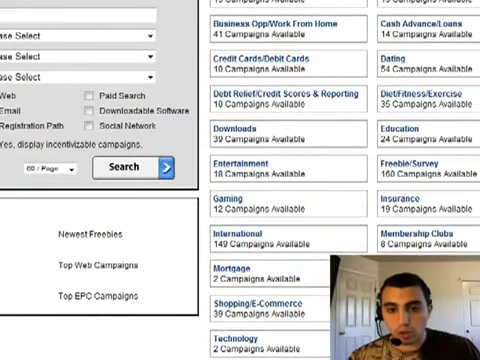 Select
Select
Select
Web
Paid Search
Email
Downloadable Software
Registration Path
Social Network
Yes, display incentivizable campaigns.
60 / Page
Search
Newest Freebies
Top Web Campaigns
Top EPC Campaigns
Business Opp/Work From Home
41 Campaigns Available
Credit Cards/Debit Cards
10 Campaigns Available
Debt Relief/Credit Scores & Reporting
10 Campaigns Available
Downloads
39 Campaigns Available
Entertainment
18 Campaigns Available
Gaming
12 Campaigns Available
International
149 Campaigns Available
Mortgage
2 Campaigns Available
Shopping/E-Commerce
39 Campaigns Available
Technology
2 Campaigns Available
Cash Advance/Loans
14 Campaigns Available
Dating
54 Campaigns Available
Diet/Fitness/Exercise
35 Campaigns Available
Education
24 Campaigns Available
Freebie/Survey
160 Campaigns Available
Insurance
19 Campaigns Available
Membership Clubs
8 Campaigns Available